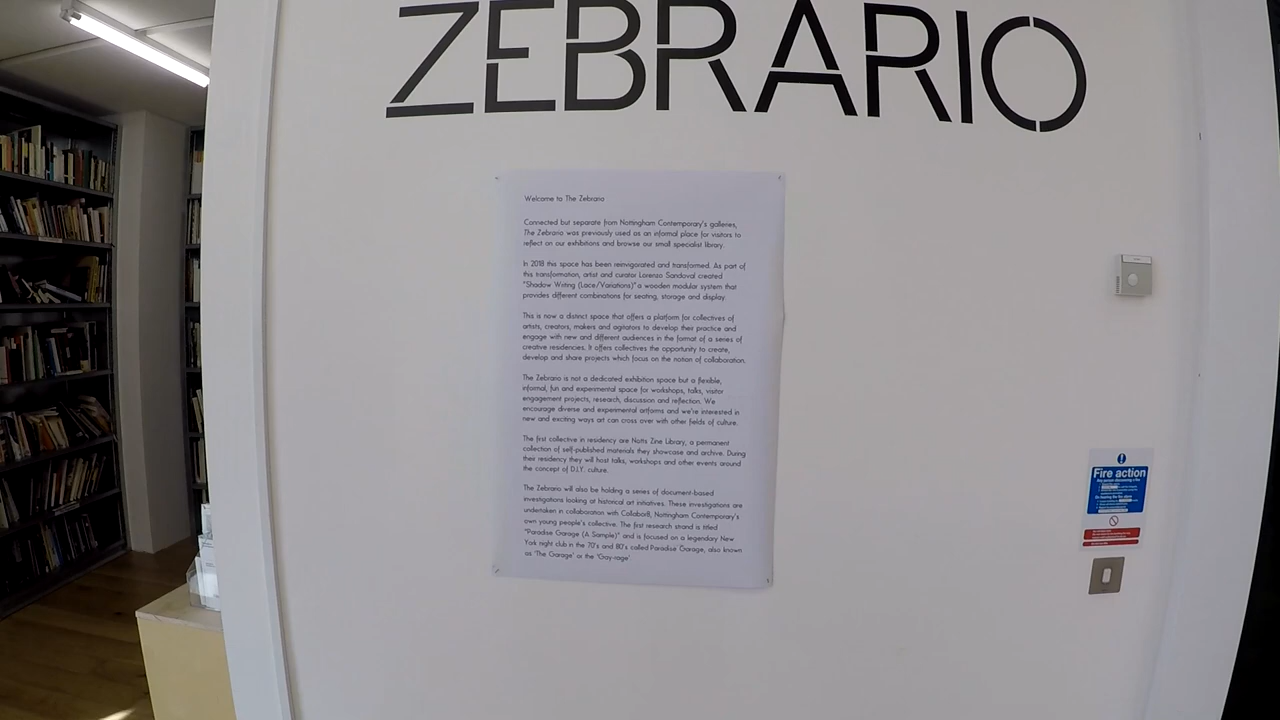 ZEBRARIO
Welcome to The Zebrario
Connected but separate from Nottingham Contemporary's galleries,
The Zebrario was previously used as an informal place for visitors to
reflect on our exhibitions and browse our small specialist library.
In 2018 this space has been reinvigorated and transformed. As part of
this transformation, artist and curator Lorenso Sandoval created
"Shadow Writing (Lace/Variations)" a wooden modular system that
provides different combinations for seating, storage and display.
This is now a distinct space that offers a platform for collectives of
artists, creators, makers and agitators to develop their practice and
engage with new and different audiences in the format of a series of
creative residencies. It offers collectives the opportunity to create,
develop and share projects which focus on the notion of collaboration.
The Zebrario is not a dedicated exhibition space but a flexible,
informal, fun and experimental space for workshops, talks, visitor
engagement projects, research, discussion and reflection. We
encourage diverse and experimental artforms and we're interested in
new and exciting ways art can cross over with other fields of culture.
The first collective in residency are Notts Zine Library, a permanent
collection of self-published materials they showcase and archive. During
their residency they will host talks, workshops and other events around
the concept of D.I.Y. culture.
The Zebrario will also be holding a series of document-based
investigations looking at historical art initiatives. These investigations are
undertaken in collaboration with Collabor8, Nottingham Contemporary's
own young people's collective. The first research strand is titled
"Paradise Garage (A Sample)" and is focused on a legendary New
York night club in the 70's and 80's called Paradise Garage, also known
as 'The Garage' or the 'Gay-rage'.
Fire action